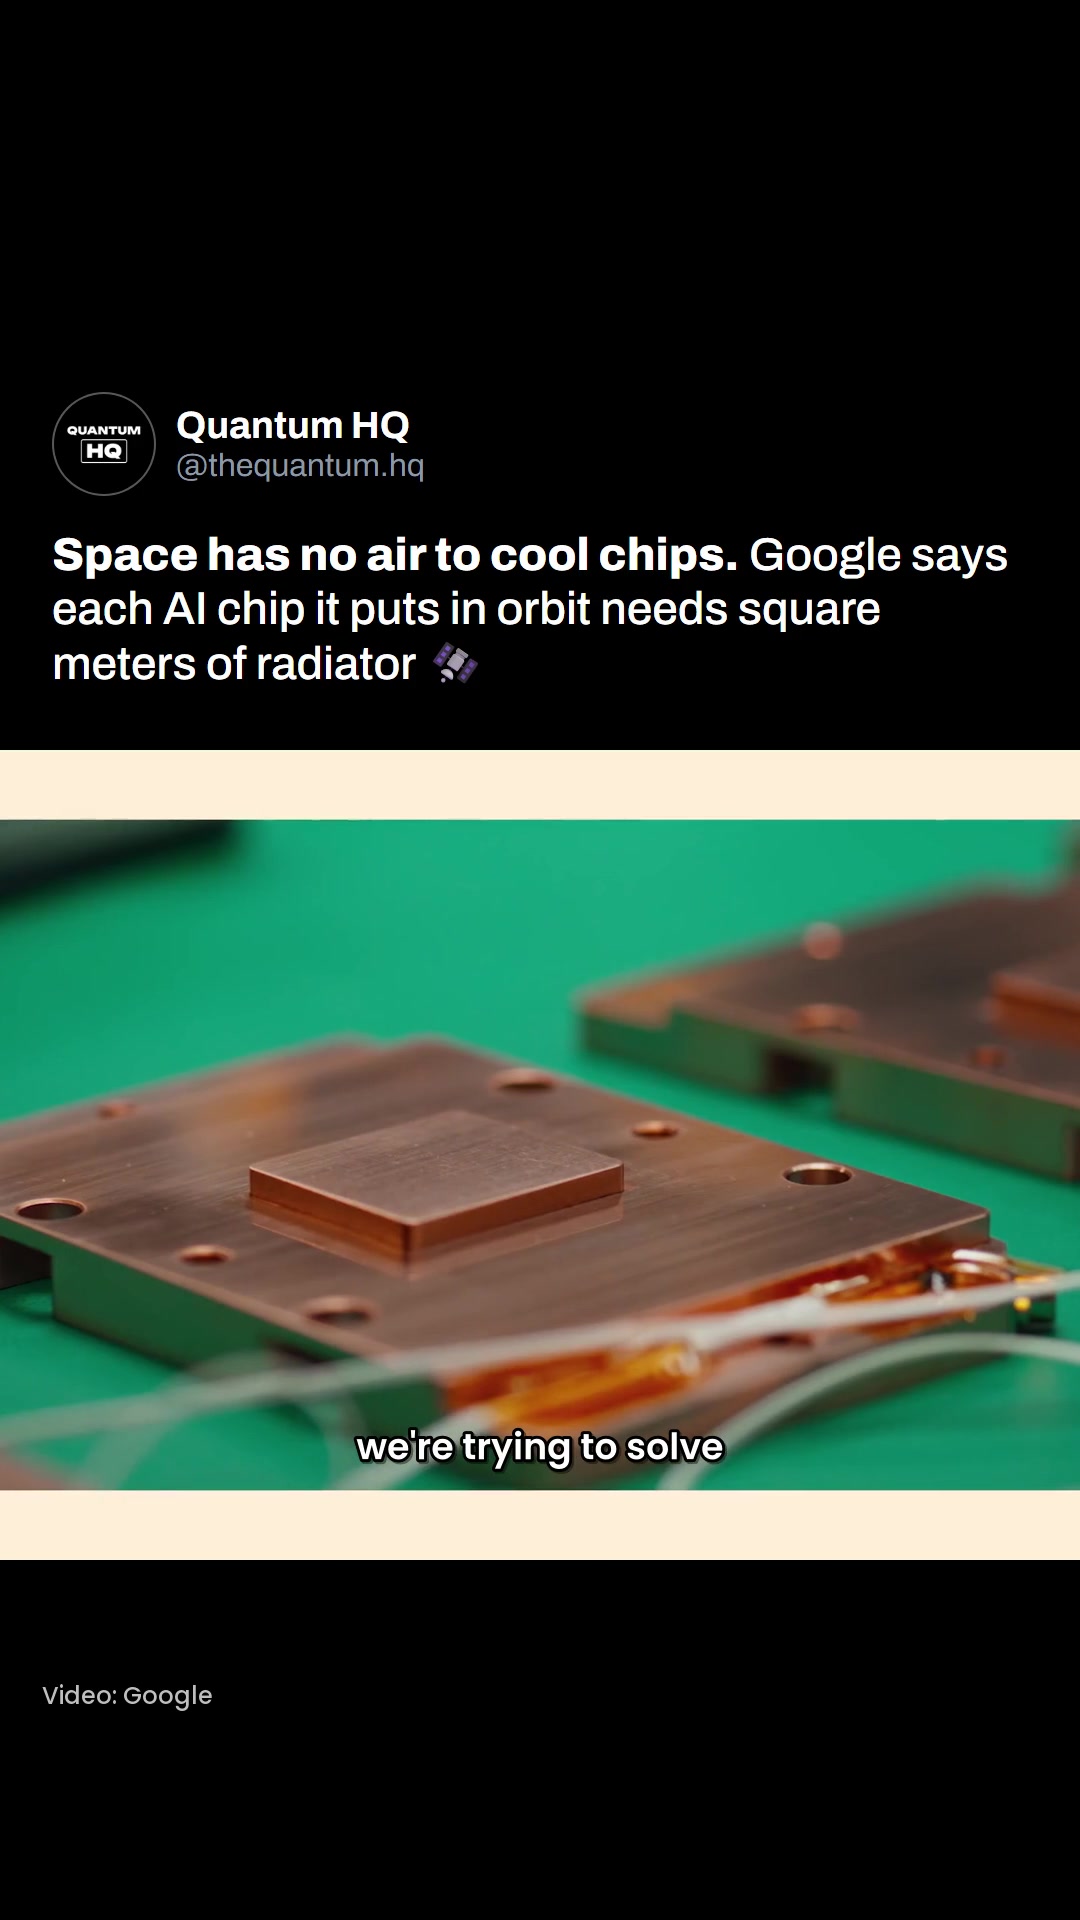 QUANTUM
HQ
Quantum HQ
@thequantum.hq
Space has no air to cool chips. Google says
each AI chip it puts in orbit needs square
meters of radiator 🛰️
we're trying to solve
Video: Google